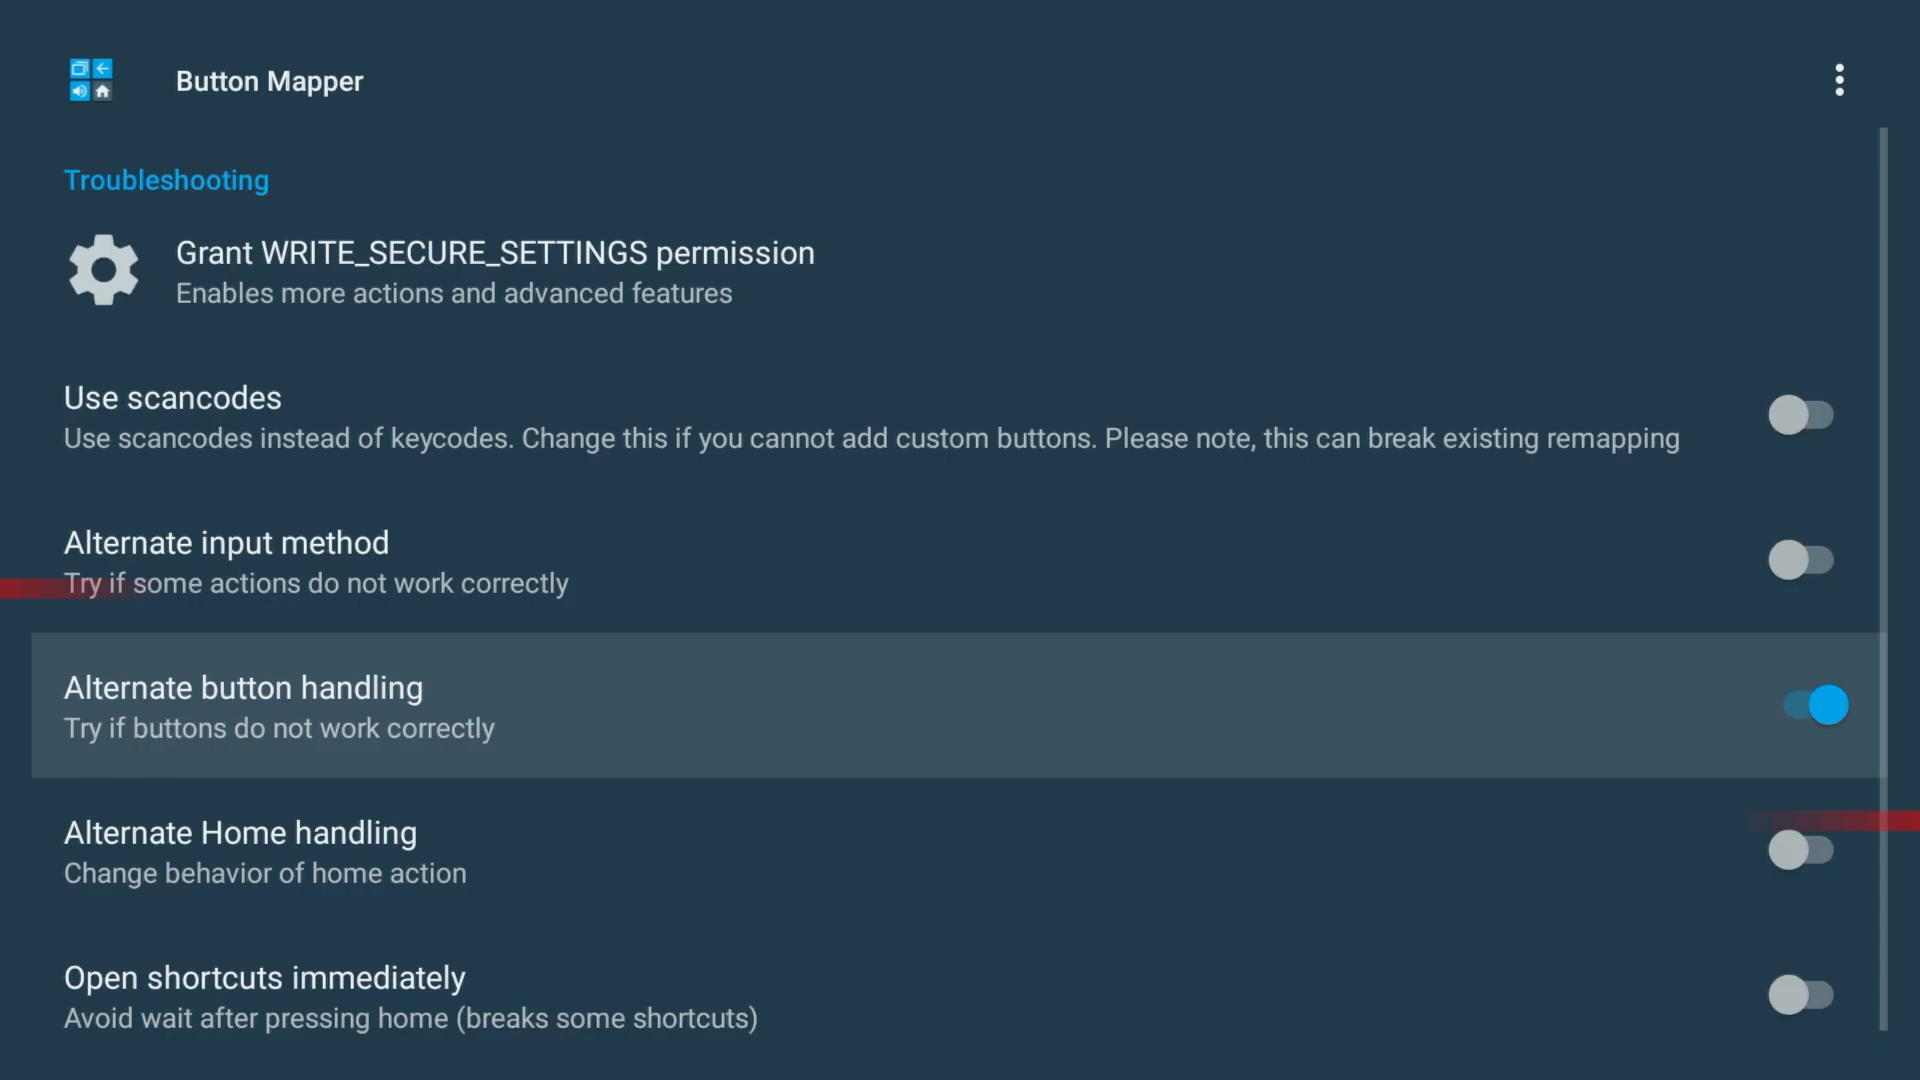 Button Mapper
Troubleshooting
Grant WRITE_SECURE_SETTINGS permission
Enables more actions and advanced features
Use scancodes
Use scancodes instead of keycodes. Change this if you cannot add custom buttons. Please note, this can break existing remapping
Alternate input method
Try if some actions do not work correctly
Alternate button handling
Try if buttons do not work correctly
Alternate Home handling
Change behavior of home action
Open shortcuts immediately
Avoid wait after pressing home (breaks some shortcuts)